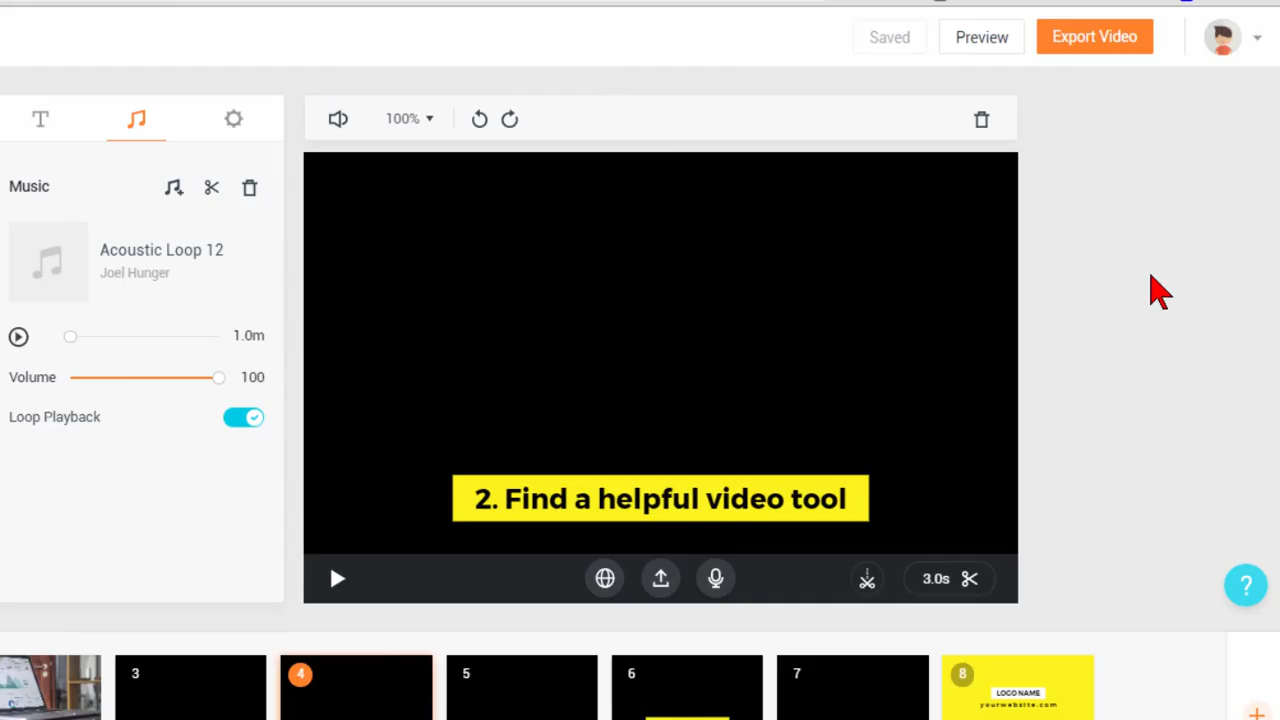 Saved
Preview
Export Video
T
100%
Music
Acoustic Loop 12
Joel Hunger
1.0m
Volume
100
Loop Playback
2. Find a helpful video tool
3.0s
?
3
4
5
6
7
8
LOGO NAME
yourwebsite.com